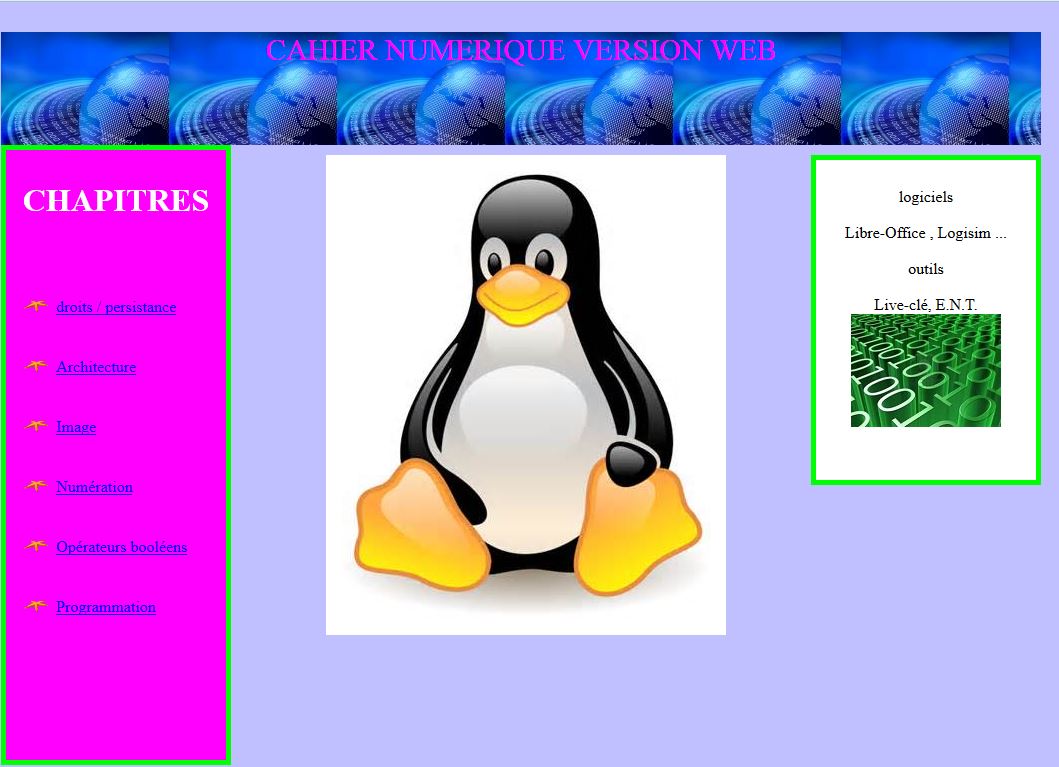 CAHIER NUMERIQUE VERSION WEB
CHAPITRES
droits / persistance
Architecture
Image
Numération
Opérateurs booléens
Programmation
logiciels
Libre-Office , Logisim ...
outils
Live-clé, E.N.T.